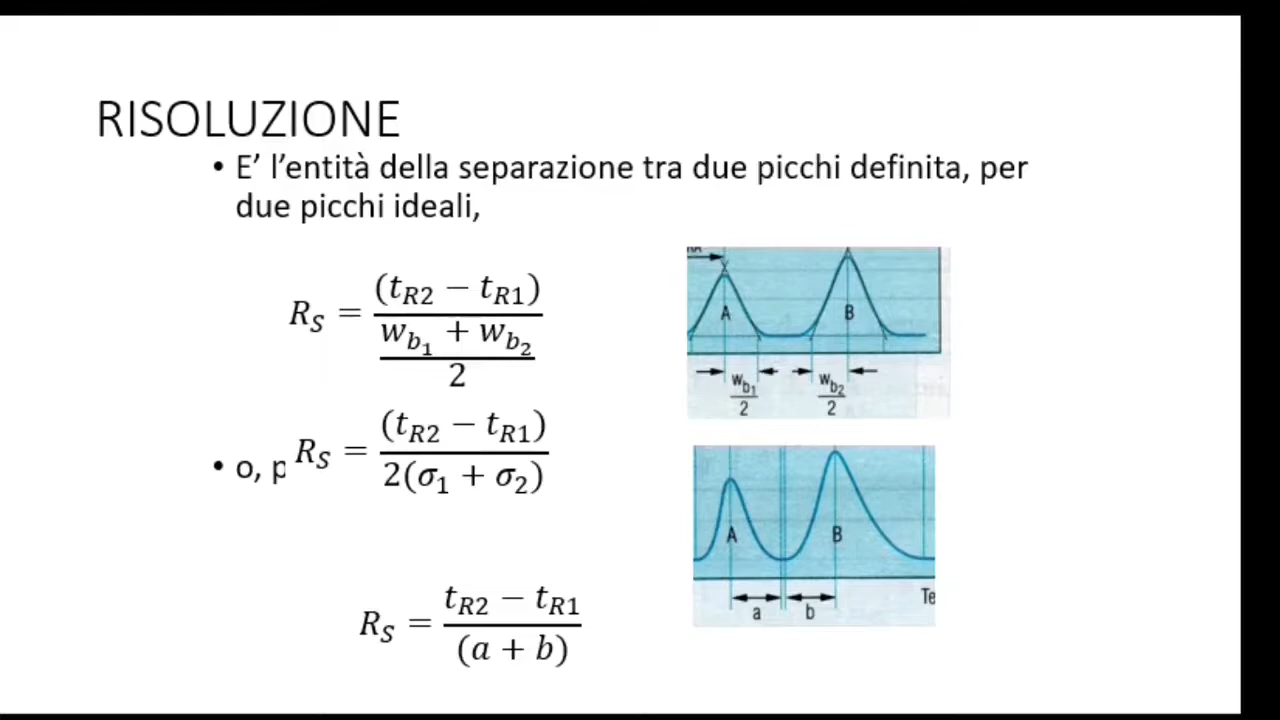 RISOLUZIONE
• E' l'entità della separazione tra due picchi definita, per
due picchi ideali,
R_S = (t_R2 − t_R1) / ((w_b1 + w_b2) / 2)
A B
w_b1/2 w_b2/2
• o, p
R_S = (t_R2 − t_R1) / 2(σ_1 + σ_2)
A B
a b Te
R_S = (t_R2 − t_R1) / (a + b)